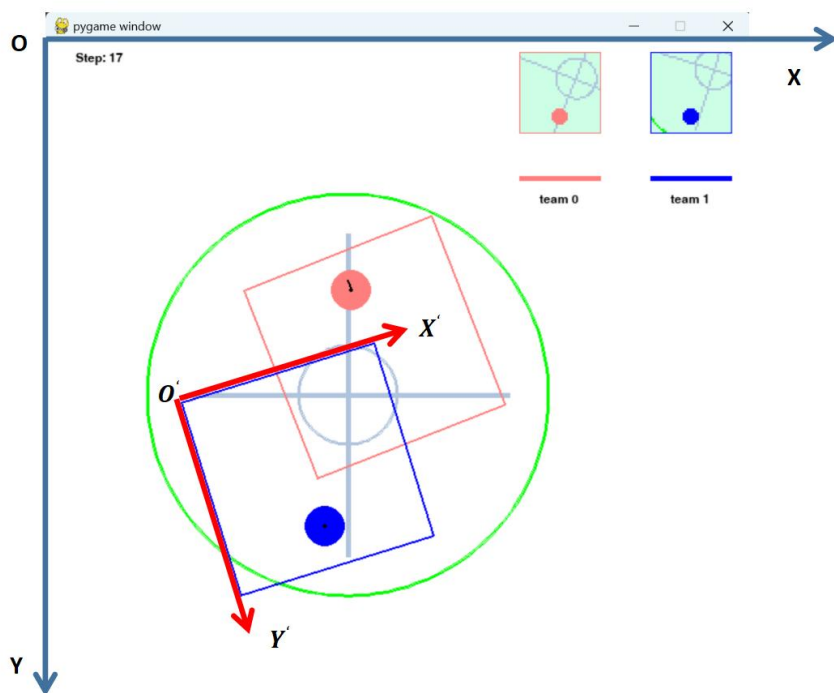 pygame window
O
Step: 17
X
team 0
team 1
X‘
O‘
Y‘
Y